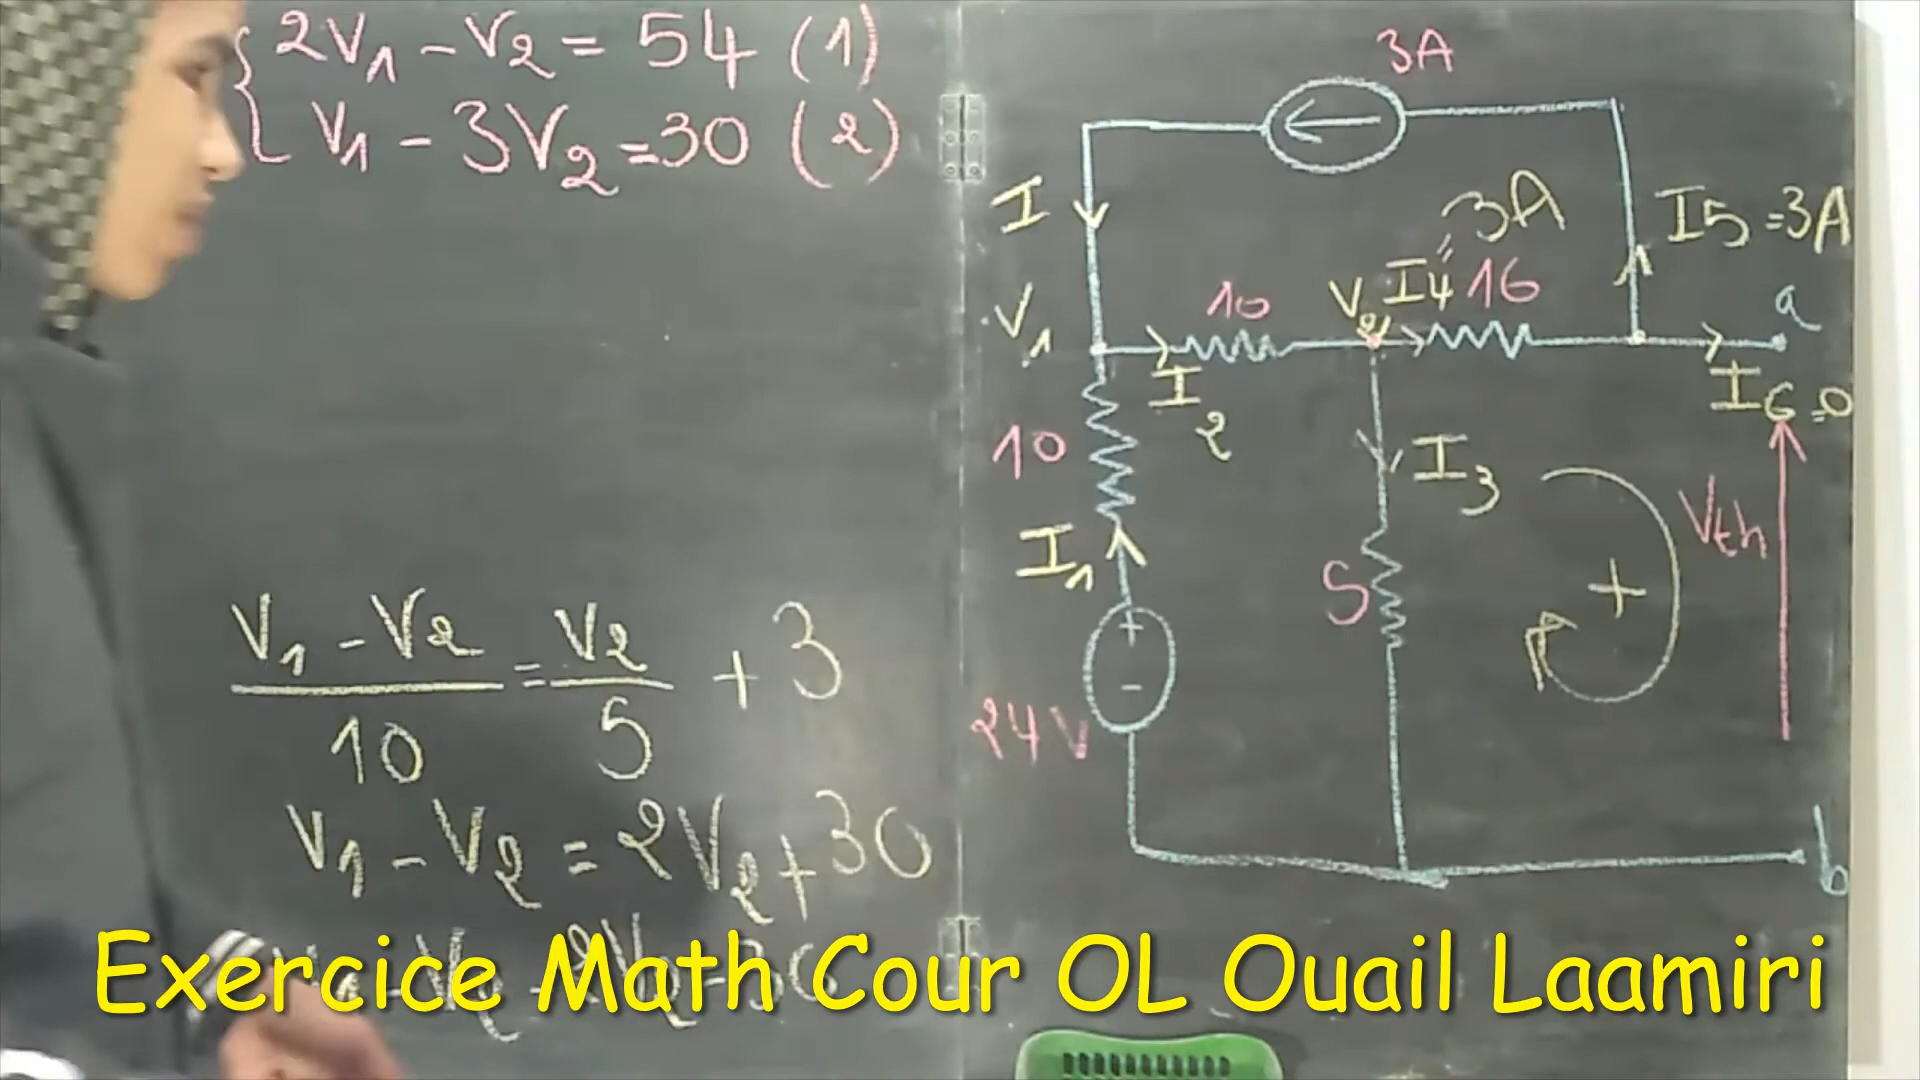 2V₁ - V₂ = 54 (1)
V₁ - 3V₂ = 30 (2)
V₁ - V₂ / 10 = V₂ / 5 + 3
V₁ - V₂ = 2V₂ + 30
3A
I
3A
I5 = 3A
V₁
10
V₂
I4
"
16
a
I₂
I6=0
10
I₃
Vth
I₁
5
+
+
-
24V
b
Exercice Math Cour OL Ouail Laamiri